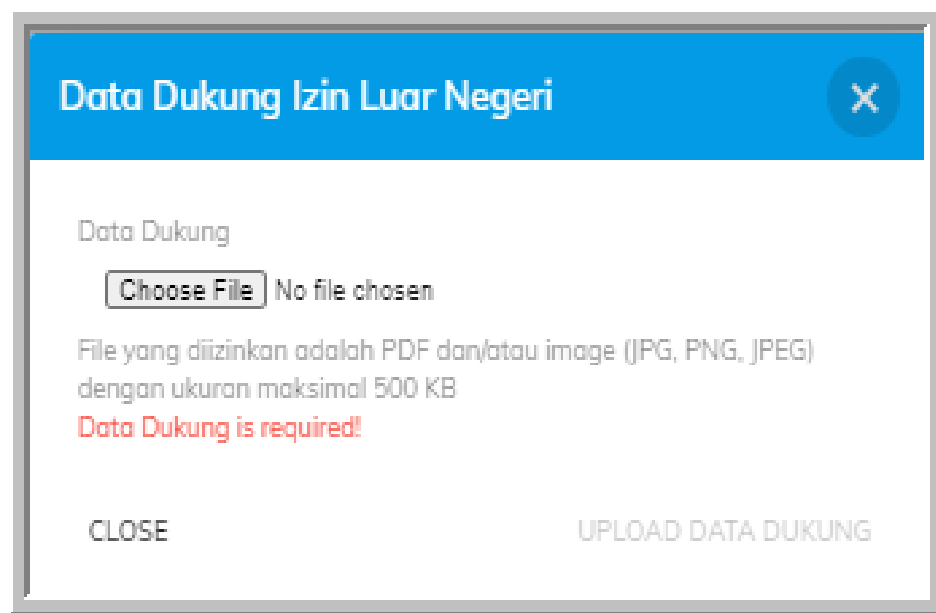 Data Dukung Izin Luar Negeri
Data Dukung
Choose File No file chosen
File yang diizinkan adalah PDF dan/atau image (JPG, PNG, JPEG)
dengan ukuran maksimal 500 KB
Data Dukung is required!
CLOSE UPLOAD DATA DUKUNG